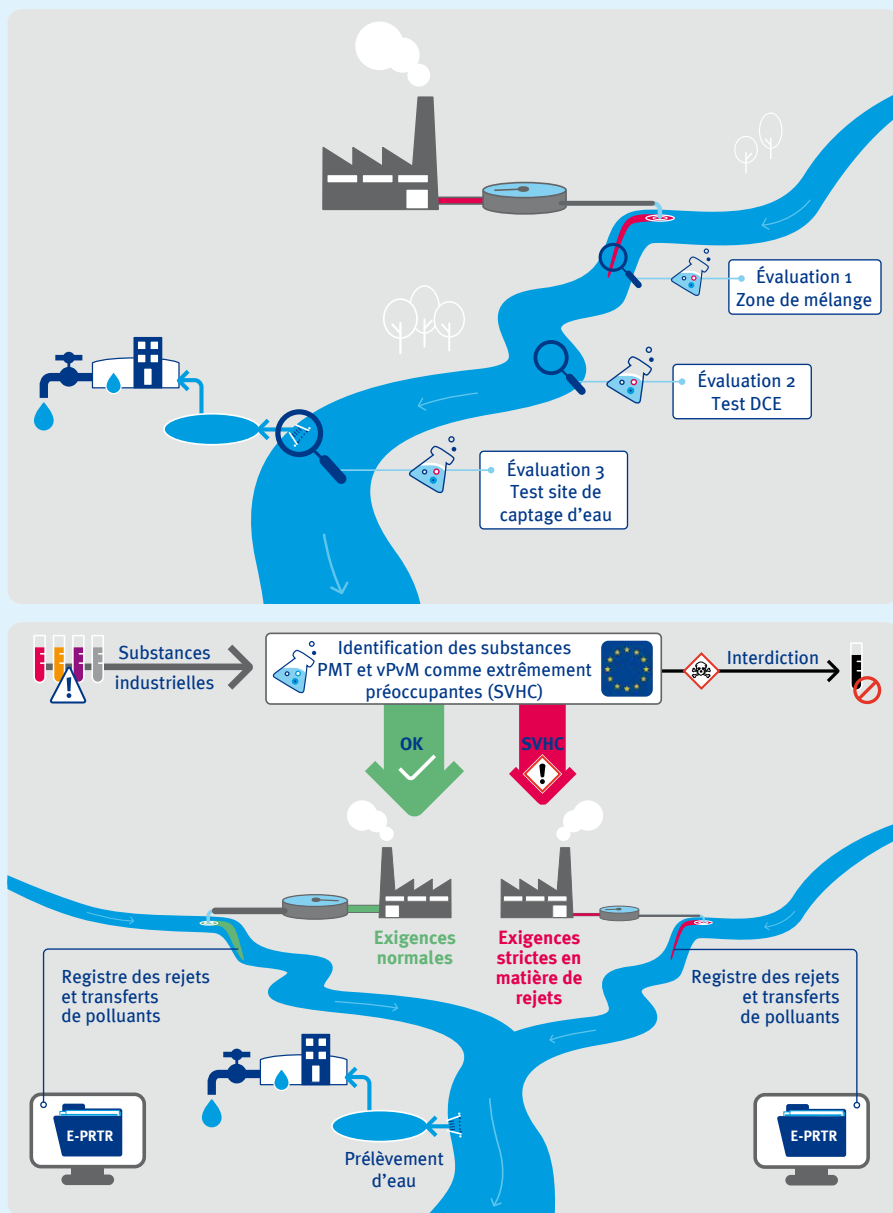 Évaluation 1
Zone de mélange
Évaluation 2
Test DCE
Évaluation 3
Test site de
captage d'eau
Substances
industrielles
Identification des substances
PMT et vPvM comme extrêmement
préoccupantes (SVHC)
Interdiction
OK
SVHC
Exigences
normales
Exigences
strictes en
matière de
rejets
Registre des rejets
et transferts
de polluants
Registre des rejets
et transferts
de polluants
E-PRTR
Prélèvement
d'eau
E-PRTR